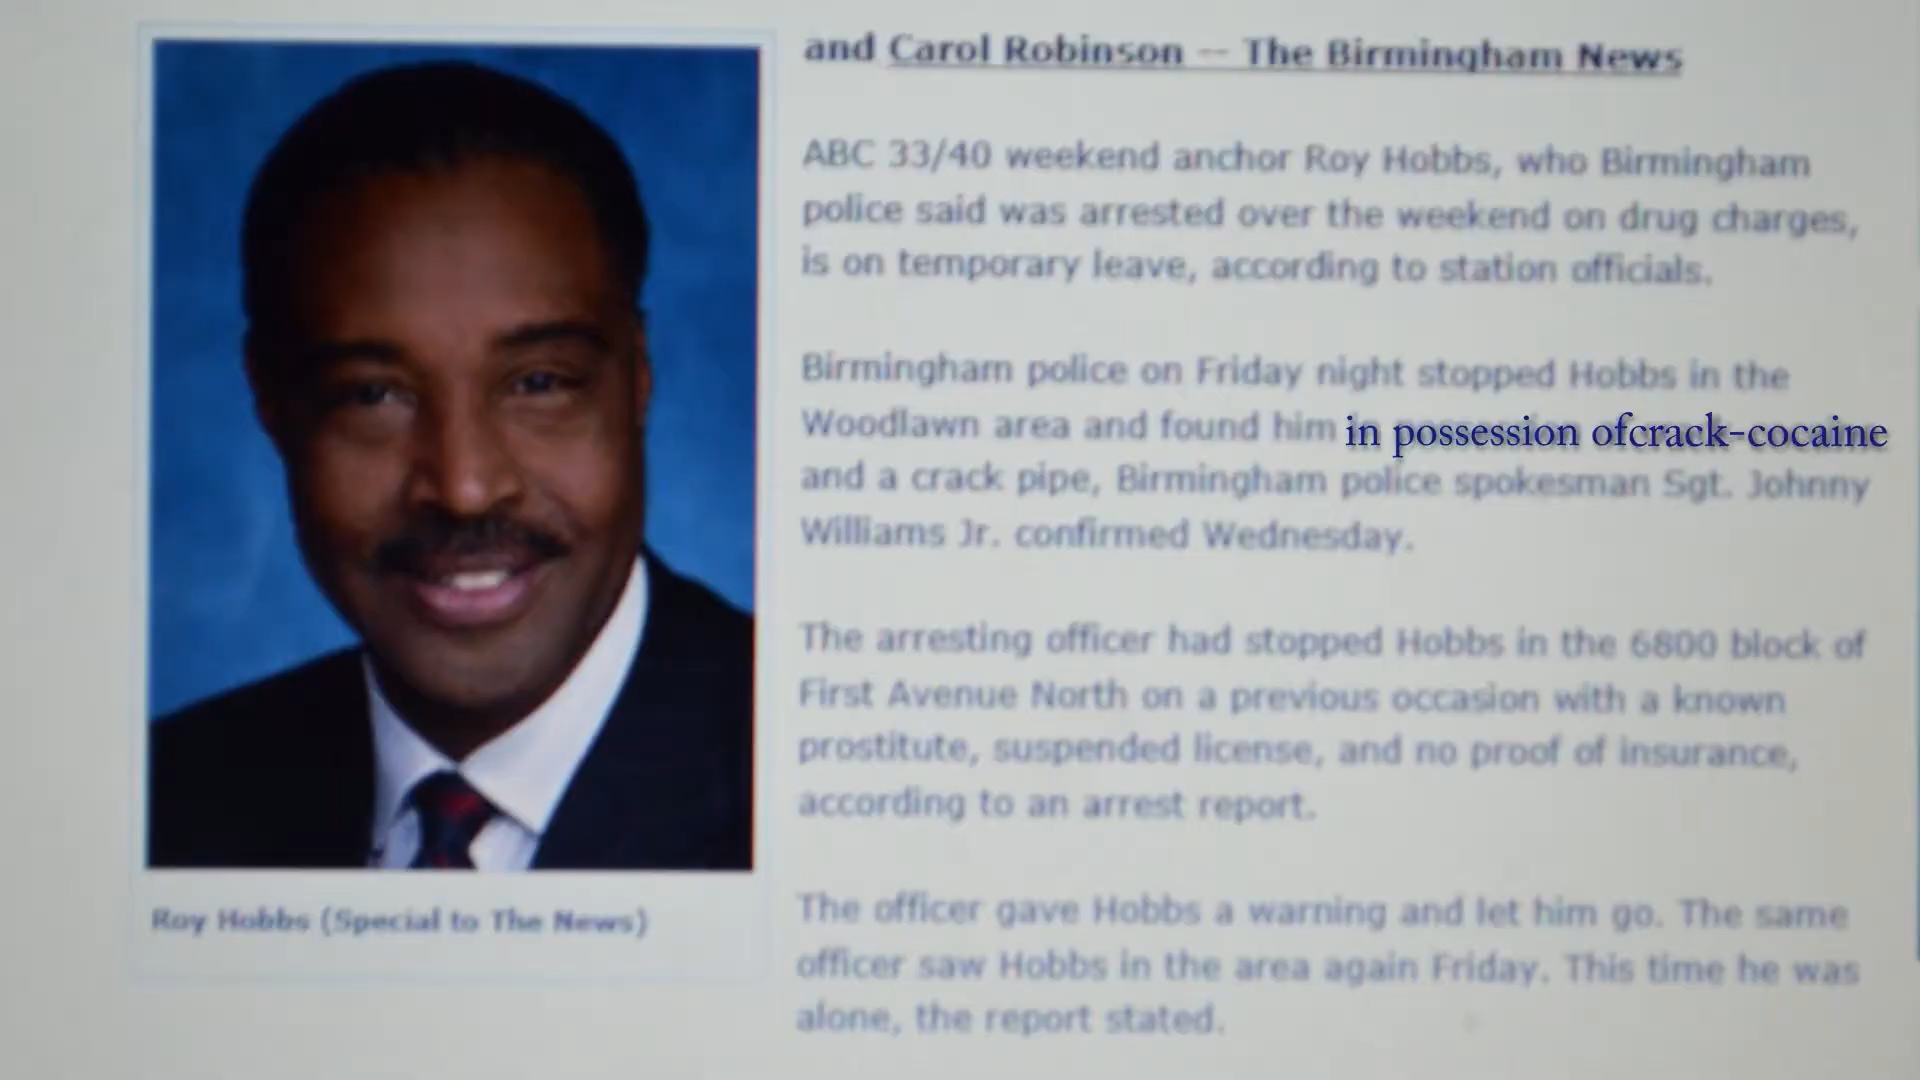 and Carol Robinson -- The Birmingham News
ABC 33/40 weekend anchor Roy Hobbs, who Birmingham
police said was arrested over the weekend on drug charges,
is on temporary leave, according to station officials.
Birmingham police on Friday night stopped Hobbs in the
Woodlawn area and found him in possession ofcrack-cocaine
and a crack pipe, Birmingham police spokesman Sgt. Johnny
Williams Jr. confirmed Wednesday.
The arresting officer had stopped Hobbs in the 6800 block of
First Avenue North on a previous occasion with a known
prostitute, suspended license, and no proof of insurance,
according to an arrest report.
The officer gave Hobbs a warning and let him go. The same
officer saw Hobbs in the area again Friday. This time he was
alone, the report stated.
Roy Hobbs (Special to The News)